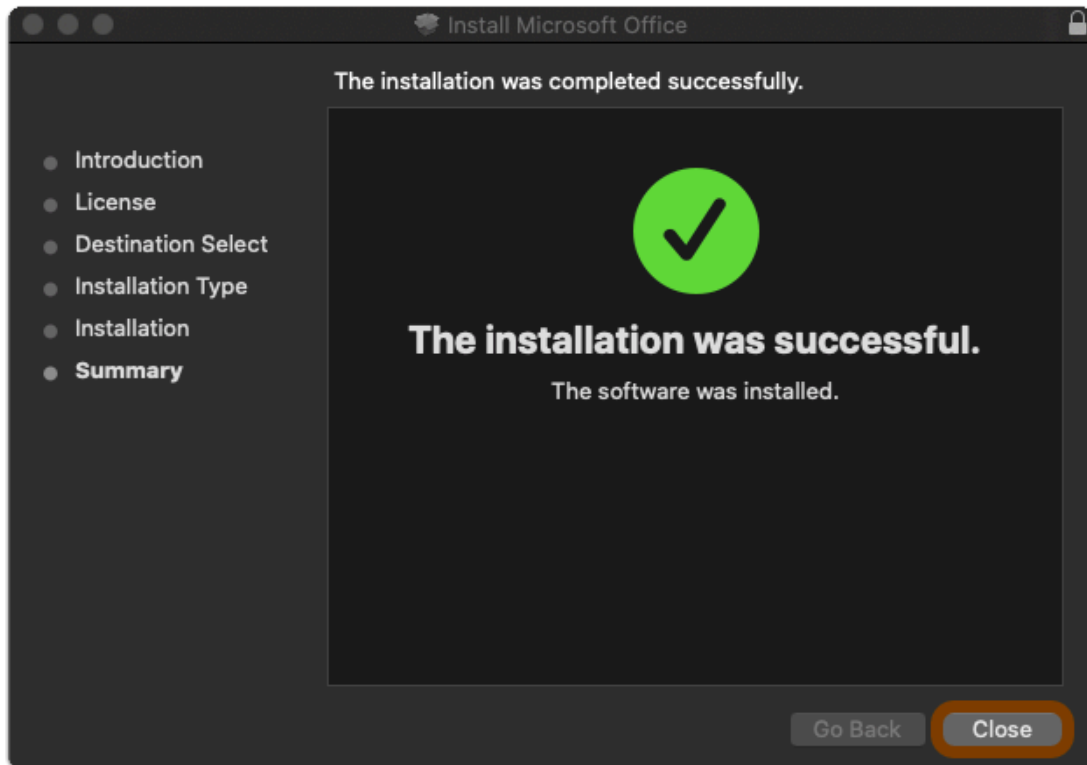 Install Microsoft Office
The installation was completed successfully.
Introduction
License
Destination Select
Installation Type
Installation
Summary
The installation was successful.
The software was installed.
Go Back
Close